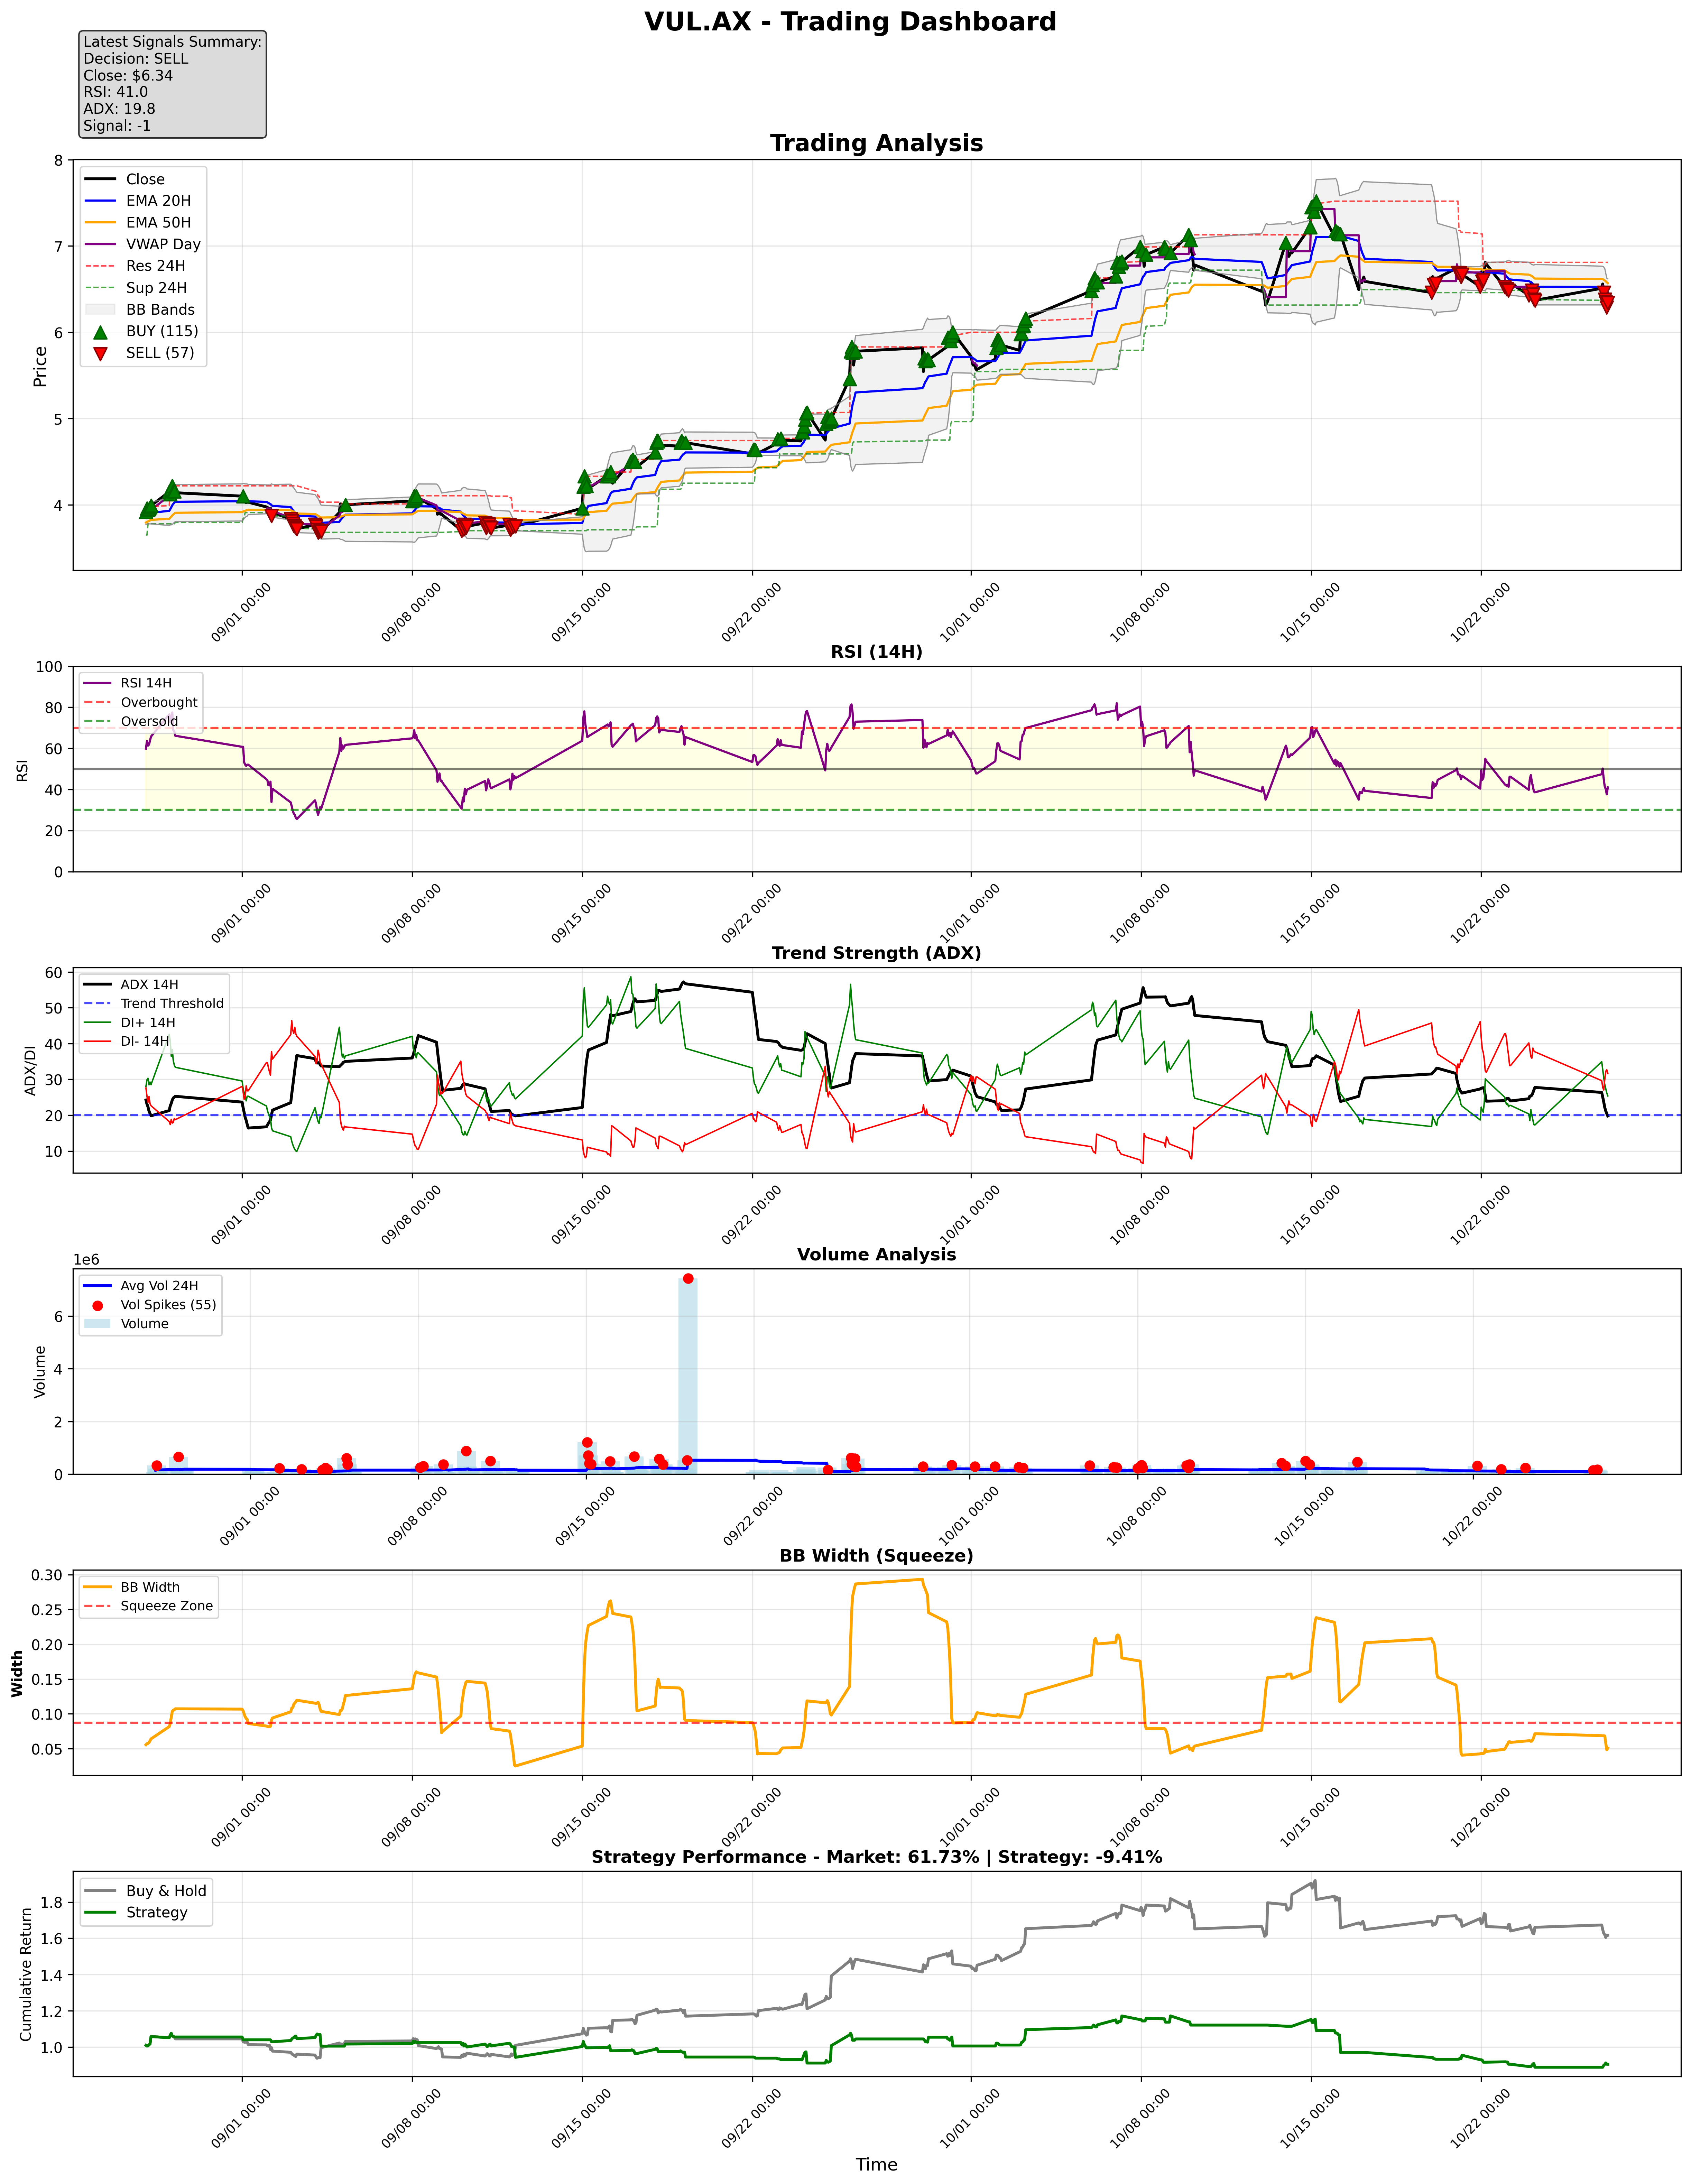 VUL.AX - Trading Dashboard
Latest Signals Summary:
Decision: SELL
Close: $6.34
RSI: 41.0
ADX: 19.8
Signal: -1
Trading Analysis
Close
EMA 20H
EMA 50H
VWAP Day
Res 24H
Sup 24H
BB Bands
BUY (115)
SELL (57)
Price
8
7
6
5
4
09/01 00:00
09/08 00:00
09/15 00:00
09/22 00:00
10/01 00:00
10/08 00:00
10/15 00:00
10/22 00:00
RSI (14H)
RSI 14H
Overbought
Oversold
RSI
100
80
60
40
20
0
09/01 00:00
09/08 00:00
09/15 00:00
09/22 00:00
10/01 00:00
10/08 00:00
10/15 00:00
10/22 00:00
Trend Strength (ADX)
ADX 14H
Trend Threshold
DI+ 14H
DI- 14H
ADX/DI
60
50
40
30
20
10
09/01 00:00
09/08 00:00
09/15 00:00
09/22 00:00
10/01 00:00
10/08 00:00
10/15 00:00
10/22 00:00
Volume Analysis
1e6
Avg Vol 24H
Vol Spikes (55)
Volume
Volume
6
4
2
0
09/01 00:00
09/08 00:00
09/15 00:00
09/22 00:00
10/01 00:00
10/08 00:00
10/15 00:00
10/22 00:00
BB Width (Squeeze)
BB Width
Squeeze Zone
Width
0.30
0.25
0.20
0.15
0.10
0.05
09/01 00:00
09/08 00:00
09/15 00:00
09/22 00:00
10/01 00:00
10/08 00:00
10/15 00:00
10/22 00:00
Strategy Performance - Market: 61.73% | Strategy: -9.41%
Buy & Hold
Strategy
Cumulative Return
1.8
1.6
1.4
1.2
1.0
09/01 00:00
09/08 00:00
09/15 00:00
09/22 00:00
10/01 00:00
10/08 00:00
10/15 00:00
10/22 00:00
Time